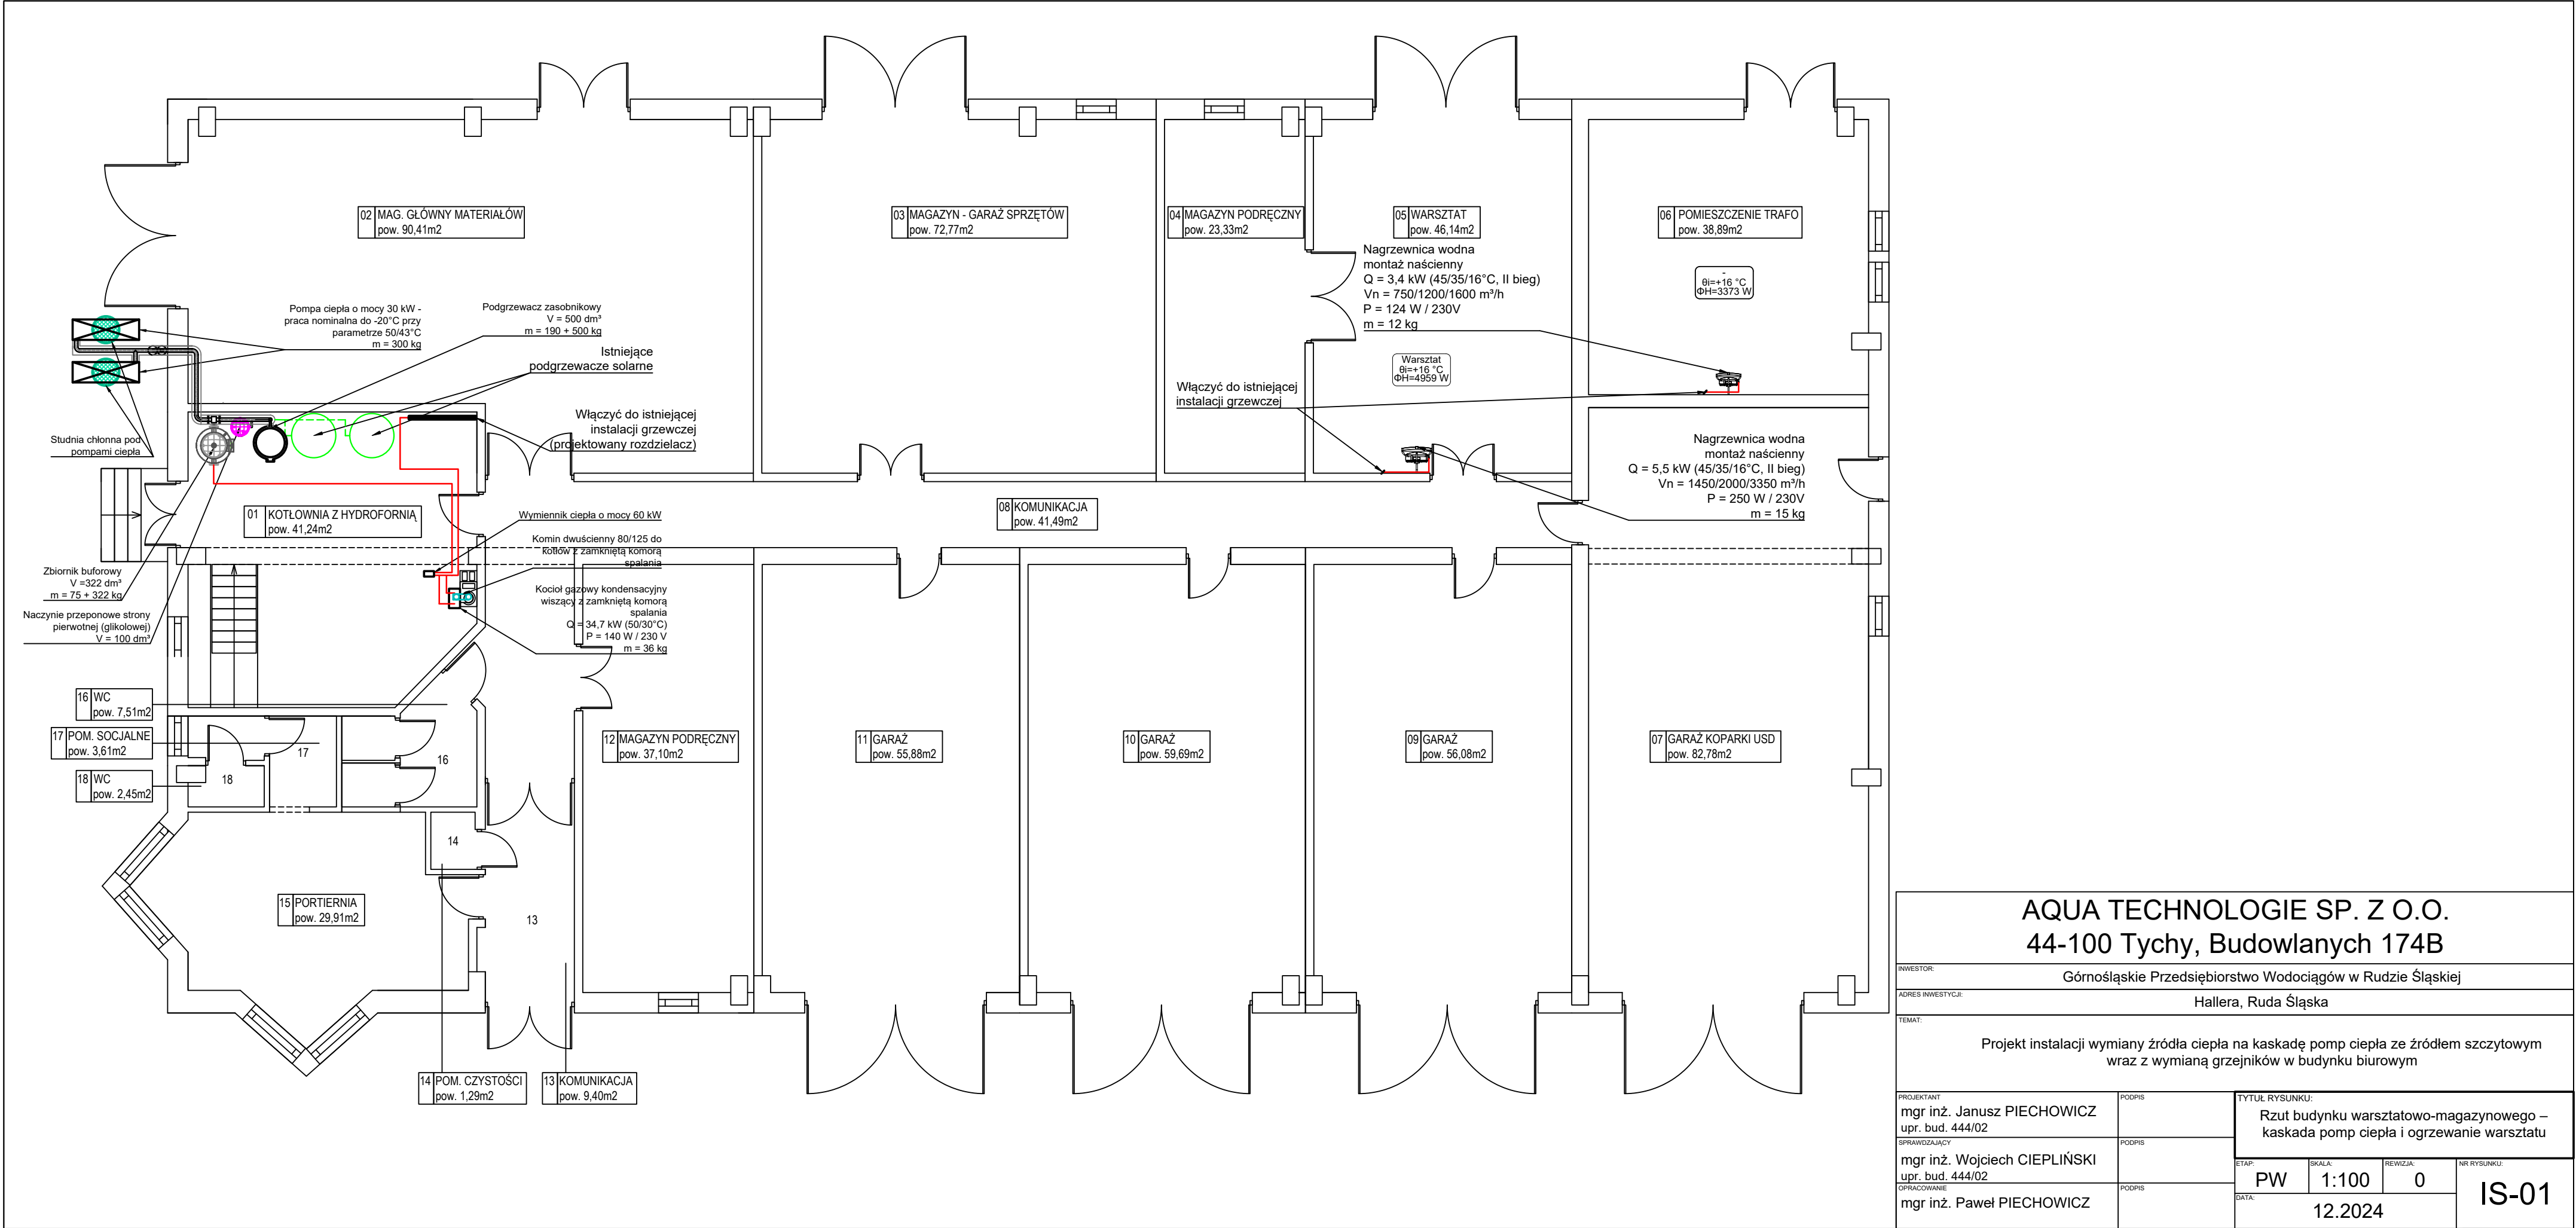 02 MAG. GŁÓWNY MATERIAŁÓW
pow. 90,41m2
03 MAGAZYN - GARAŻ SPRZĘTÓW
pow. 72,77m2
04 MAGAZYN PODRĘCZNY
pow. 23,33m2
05 WARSZTAT
pow. 46,14m2
06 POMIESZCZENIE TRAFO
pow. 38,89m2
Nagrzewnica wodna
montaż naścienny
Q = 3,4 kW (45/35/16°C, II bieg)
Vn = 750/1200/1600 m³/h
P = 124 W / 230V
m = 12 kg
-
θi=+16 °C
ΦH=3373 W
Pompa ciepła o mocy 30 kW -
praca nominalna do -20°C przy
parametrze 50/43°C
m = 300 kg
Podgrzewacz zasobnikowy
V = 500 dm³
m = 190 + 500 kg
Istniejące
podgrzewacze solarne
Warsztat
θi=+16 °C
ΦH=4959 W
Włączyć do istniejącej
instalacji grzewczej
Włączyć do istniejącej
instalacji grzewczej
(projektowany rozdzielacz)
Studnia chłonna pod
pompami ciepła
Nagrzewnica wodna
montaż naścienny
Q = 5,5 kW (45/35/16°C, II bieg)
Vn = 1450/2000/3350 m³/h
P = 250 W / 230V
m = 15 kg
01 KOTŁOWNIA Z HYDROFORNIĄ
pow. 41,24m2
08 KOMUNIKACJA
pow. 41,49m2
Wymiennik ciepła o mocy 60 kW
Komin dwuścienny 80/125 do
kotłów z zamkniętą komorą
spalania
Zbiornik buforowy
V =322 dm³
m = 75 + 322 kg
Kocioł gazowy kondensacyjny
wiszący z zamkniętą komorą
spalania
Q = 34,7 kW (50/30°C)
P = 140 W / 230 V
m = 36 kg
Naczynie przeponowe strony
pierwotnej (glikolowej)
V = 100 dm³
16 WC
pow. 7,51m2
17 POM. SOCJALNE
pow. 3,61m2
18 WC
pow. 2,45m2
17
16
18
12 MAGAZYN PODRĘCZNY
pow. 37,10m2
11 GARAŻ
pow. 55,88m2
10 GARAŻ
pow. 59,69m2
09 GARAŻ
pow. 56,08m2
07 GARAŻ KOPARKI USD
pow. 82,78m2
14
15 PORTIERNIA
pow. 29,91m2
13
14 POM. CZYSTOŚCI
pow. 1,29m2
13 KOMUNIKACJA
pow. 9,40m2
AQUA TECHNOLOGIE SP. Z O.O.
44-100 Tychy, Budowlanych 174B
INWESTOR:
Górnośląskie Przedsiębiorstwo Wodociągów w Rudzie Śląskiej
ADRES INWESTYCJI:
Hallera, Ruda Śląska
TEMAT:
Projekt instalacji wymiany źródła ciepła na kaskadę pomp ciepła ze źródłem szczytowym
wraz z wymianą grzejników w budynku biurowym
PROJEKTANT
mgr inż. Janusz PIECHOWICZ
upr. bud. 444/02
PODPIS
SPRAWDZAJĄCY
mgr inż. Wojciech CIEPLIŃSKI
upr. bud. 444/02
PODPIS
OPRACOWANIE
mgr inż. Paweł PIECHOWICZ
PODPIS
TYTUŁ RYSUNKU:
Rzut budynku warsztatowo-magazynowego –
kaskada pomp ciepła i ogrzewanie warsztatu
ETAP:
PW
SKALA:
1:100
REWIZJA:
0
NR RYSUNKU:
IS-01
DATA:
12.2024